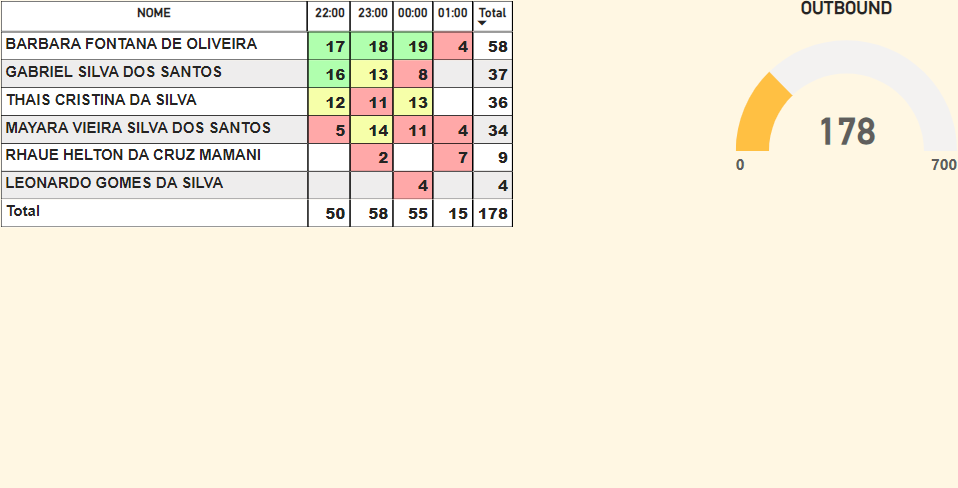 NOME 22:00 23:00 00:00 01:00 Total
BARBARA FONTANA DE OLIVEIRA 17 18 19 4 58
GABRIEL SILVA DOS SANTOS 16 13 8 37
THAIS CRISTINA DA SILVA 12 11 13 36
MAYARA VIEIRA SILVA DOS SANTOS 5 14 11 4 34
RHAUE HELTON DA CRUZ MAMANI 2 7 9
LEONARDO GOMES DA SILVA 4 4
Total 50 58 55 15 178
OUTBOUND
178
0 700